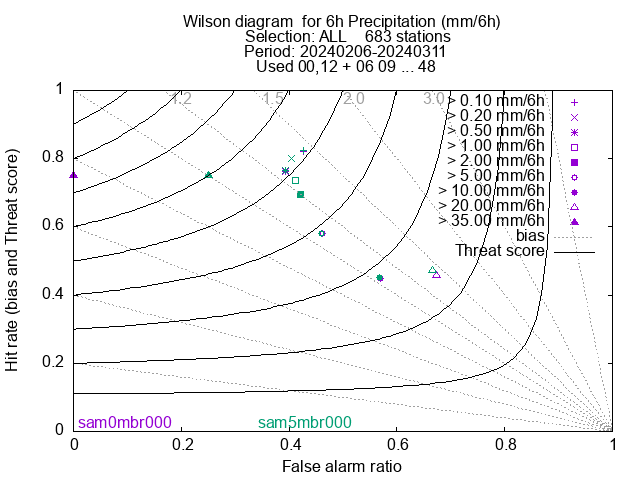 Wilson diagram  for 6h Precipitation (mm/6h)
Selection: ALL    683 stations
Period: 20240206-20240311
Used 00,12 + 06 09 ... 48
Hit rate (bias and Threat score)
1
0.8
0.6
0.4
0.2
0
1.2
1.5
2.0
3.0
> 0.10 mm/6h
> 0.20 mm/6h
> 0.50 mm/6h
> 1.00 mm/6h
> 2.00 mm/6h
> 5.00 mm/6h
> 10.00 mm/6h
> 20.00 mm/6h
> 35.00 mm/6h
bias
Threat score
sam0mbr000 sam5mbr000
0 0.2 0.4 0.6 0.8 1
False alarm ratio